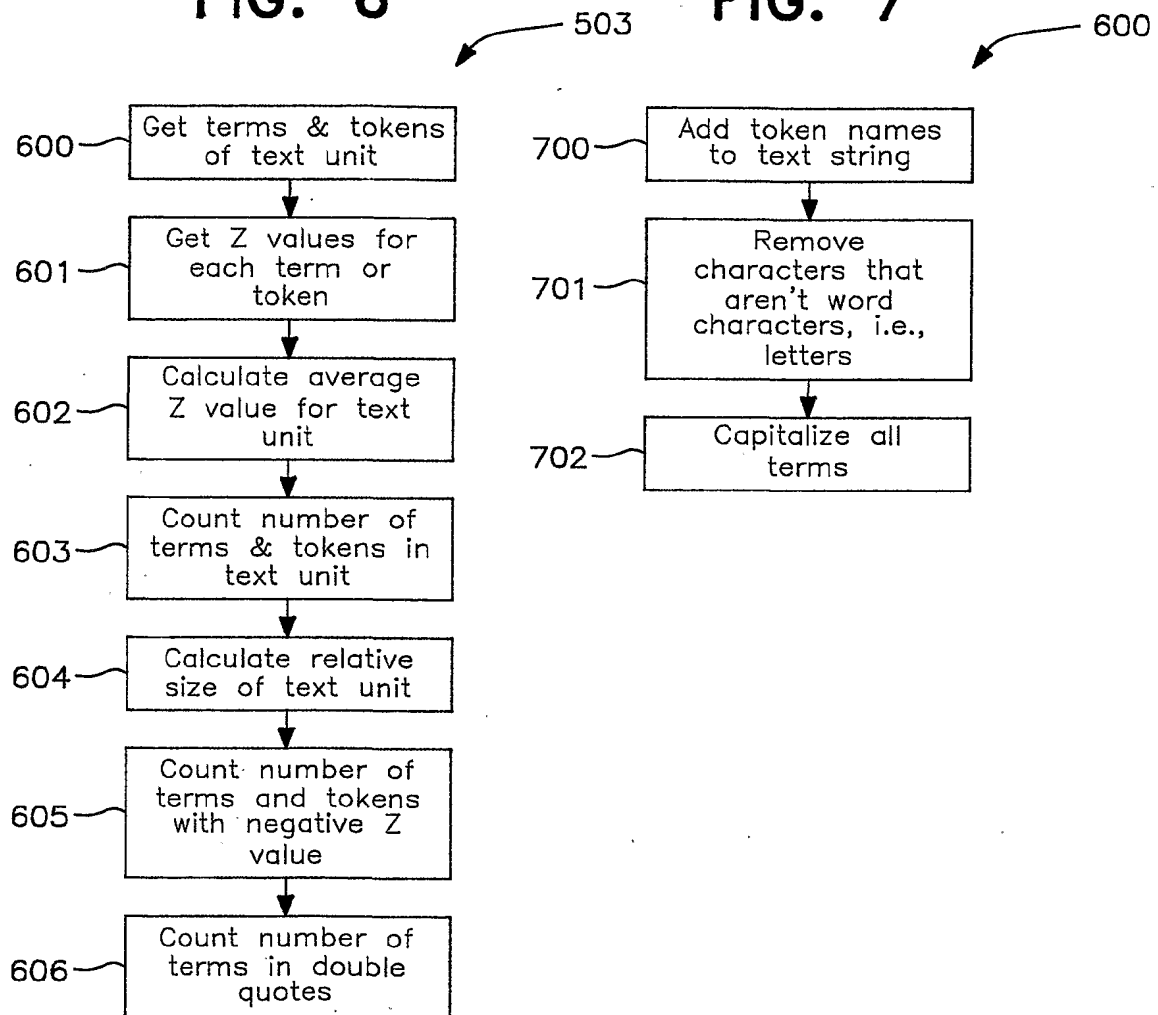 FIG. 6
503
600
Get terms & tokens
of text unit
601
Get Z values for
each term or
token
602
Calculate average
Z value for text
unit
603
Count number of
terms & tokens in
text unit
604
Calculate relative
size of text unit
605
Count number of
terms and tokens
with negative Z
value
606
Count number of
terms in double
quotes
FIG. 7
600
700
Add token names
to text string
701
Remove
characters that
aren't word
characters, i.e.,
letters
702
Capitalize all
terms